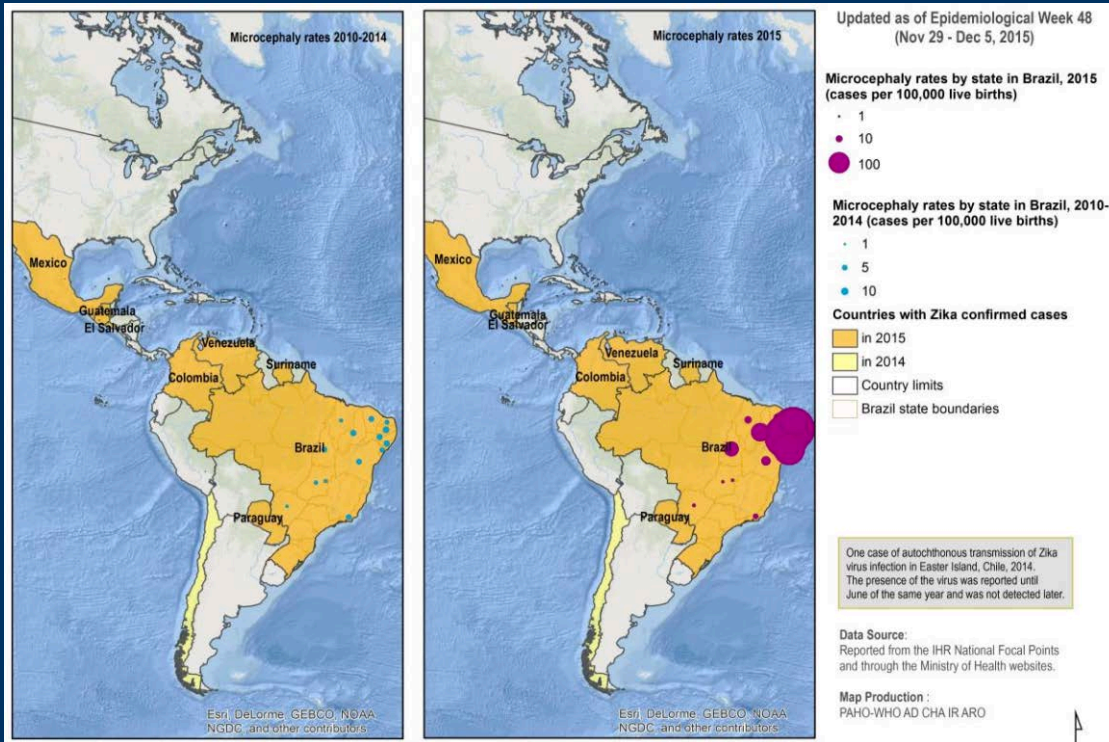 Microcephaly rates 2010-2014
Mexico
Guatemala
El Salvador
Venezuela
Suriname
Colombia
Brazil
Paraguay
Esri, DeLorme, GEBCO, NOAA
NGDC, and other contributors
Microcephaly rates 2015
Mexico
Guatemala
El Salvador
Venezuela
Suriname
Colombia
Brazil
Paraguay
Esri, DeLorme, GEBCO, NOAA
NGDC, and other contributors
Updated as of Epidemiological Week 48
(Nov 29 - Dec 5, 2015)
Microcephaly rates by state in Brazil, 2015
(cases per 100,000 live births)
1
10
100
Microcephaly rates by state in Brazil, 2010-
2014 (cases per 100,000 live births)
1
5
10
Countries with Zika confirmed cases
in 2015
in 2014
Country limits
Brazil state boundaries
One case of autochthonous transmission of Zika
virus infection in Easter Island, Chile, 2014.
The presence of the virus was reported until
June of the same year and was not detected later.
Data Source:
Reported from the IHR National Focal Points
and through the Ministry of Health websites.
Map Production :
PAHO-WHO AD CHA IR ARO